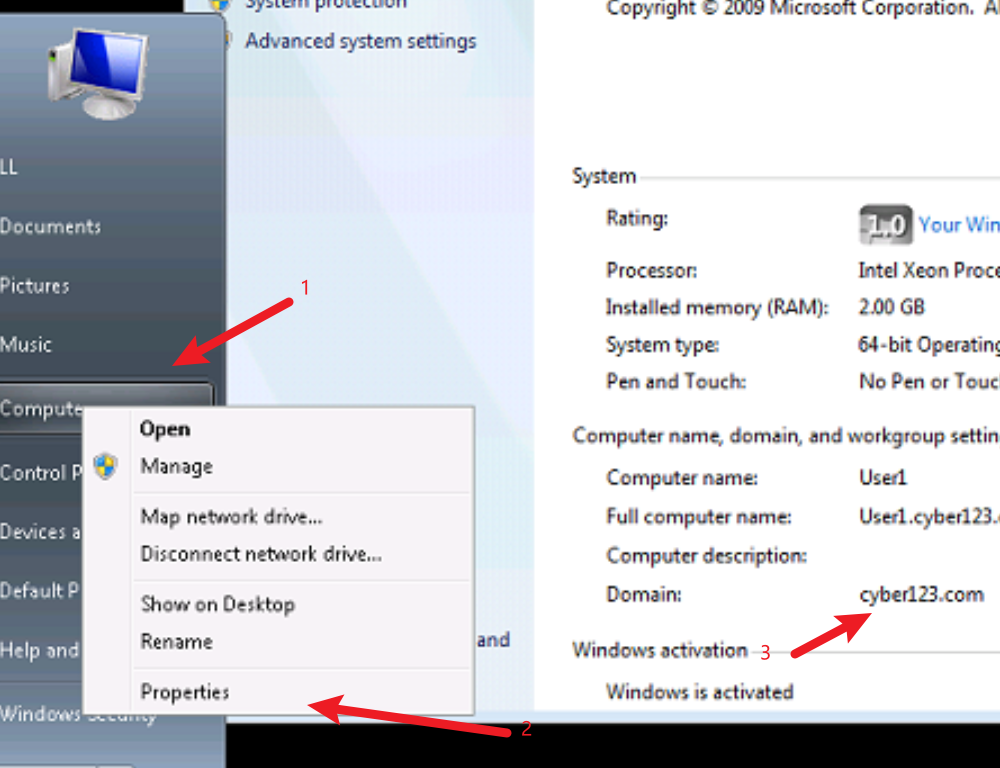 System protection
Advanced system settings
Copyright © 2009 Microsoft Corporation. Al
LL
Documents
Pictures
Music
Compute
Control P
Devices a
Default P
Help and
Windows Security
1
Open
Manage
Map network drive...
Disconnect network drive...
Show on Desktop
Rename
Properties
2
and
System
Rating:
1.0 Your Win
Processor:
Intel Xeon Proce
Installed memory (RAM):
2.00 GB
System type:
64-bit Operating
Pen and Touch:
No Pen or Touc
Computer name, domain, and workgroup settin
Computer name:
User1
Full computer name:
User1.cyber123.
Computer description:
Domain:
cyber123.com
3
Windows activation
Windows is activated